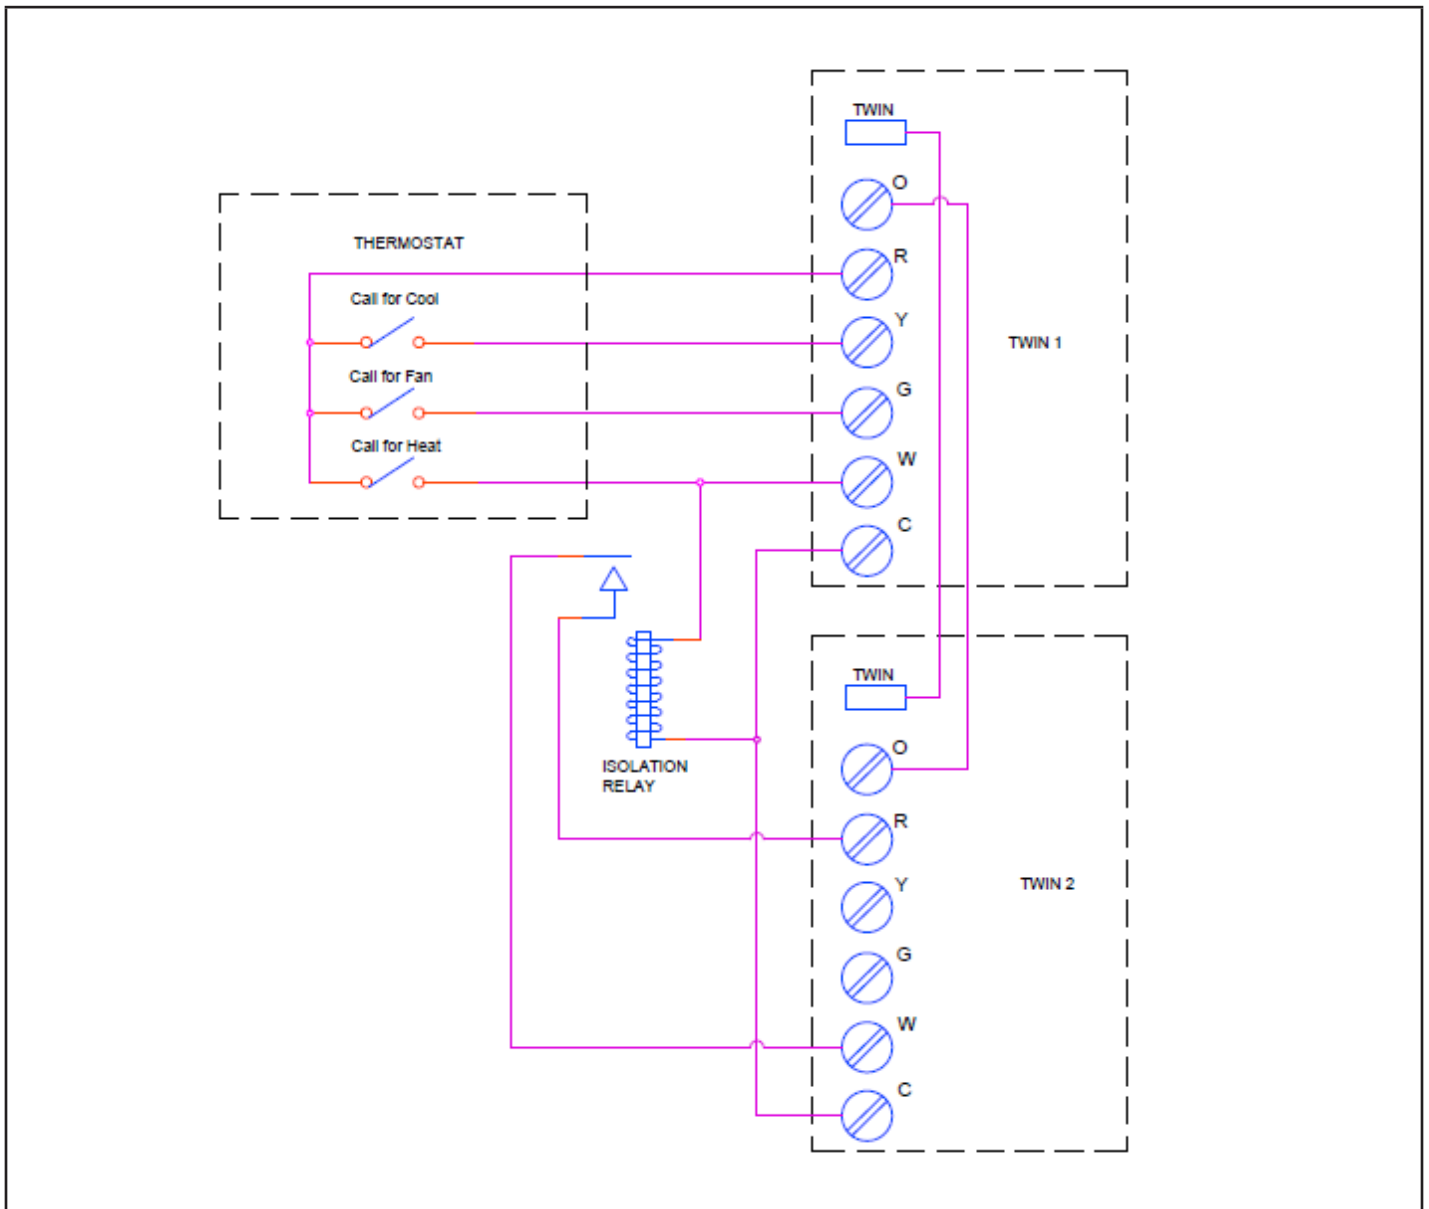 TWIN
O
THERMOSTAT
R
Call for Cool
Y
TWIN 1
Call for Fan
G
Call for Heat
W
C
TWIN
O
ISOLATION
RELAY
R
Y
TWIN 2
G
W
C